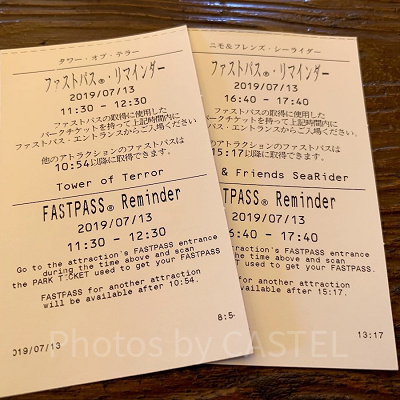 タワー・オブ・テラー
ファストパス®・リマインダー
2019/07/13
11:30 - 12:30
ファストパスの取得に使用した
パークチケットを持って上記時間内に
ファストパス・エントランスからご入場ください
他のアトラクションのファストパスは
10:54以降に取得できます。
Tower of Terror
FASTPASS® Reminder
2019/07/13
11:30 - 12:30
Go to the attraction's FASTPASS entrance
during the time above and scan
the PARK TICKET used to get your FASTPASS.
FASTPASS for another attraction
will be available after 10:54.
019/07/13
8:5
ニモ&フレンズ・シーライダー
ファストパス®・リマインダー
2019/07/13
16:40 - 17:40
ファストパスの取得に使用した
パークチケットを持って上記時間内に
パス・エントランスからご入場ください
アトラクションのファストパスは
15:17以降に取得できます。
& Friends SeaRider
FASTPASS® Reminder
2019/07/13
:40 - 17:40
attraction's FASTPASS entrance
the time above and scan
used to get your FASTPASS.
for another attraction
available after 15:17.
13:17
Photos by CASTEL